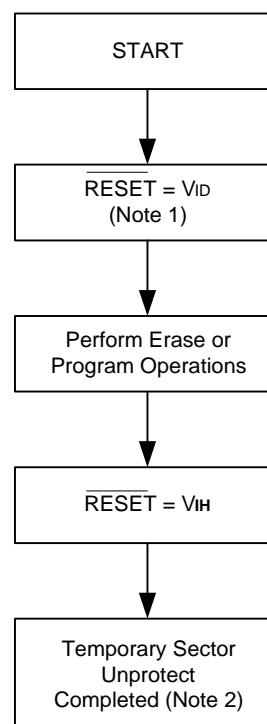 START
RESET = VID
(Note 1)
Perform Erase or
Program Operations
RESET = VIH
Temporary Sector
Unprotect
Completed (Note 2)